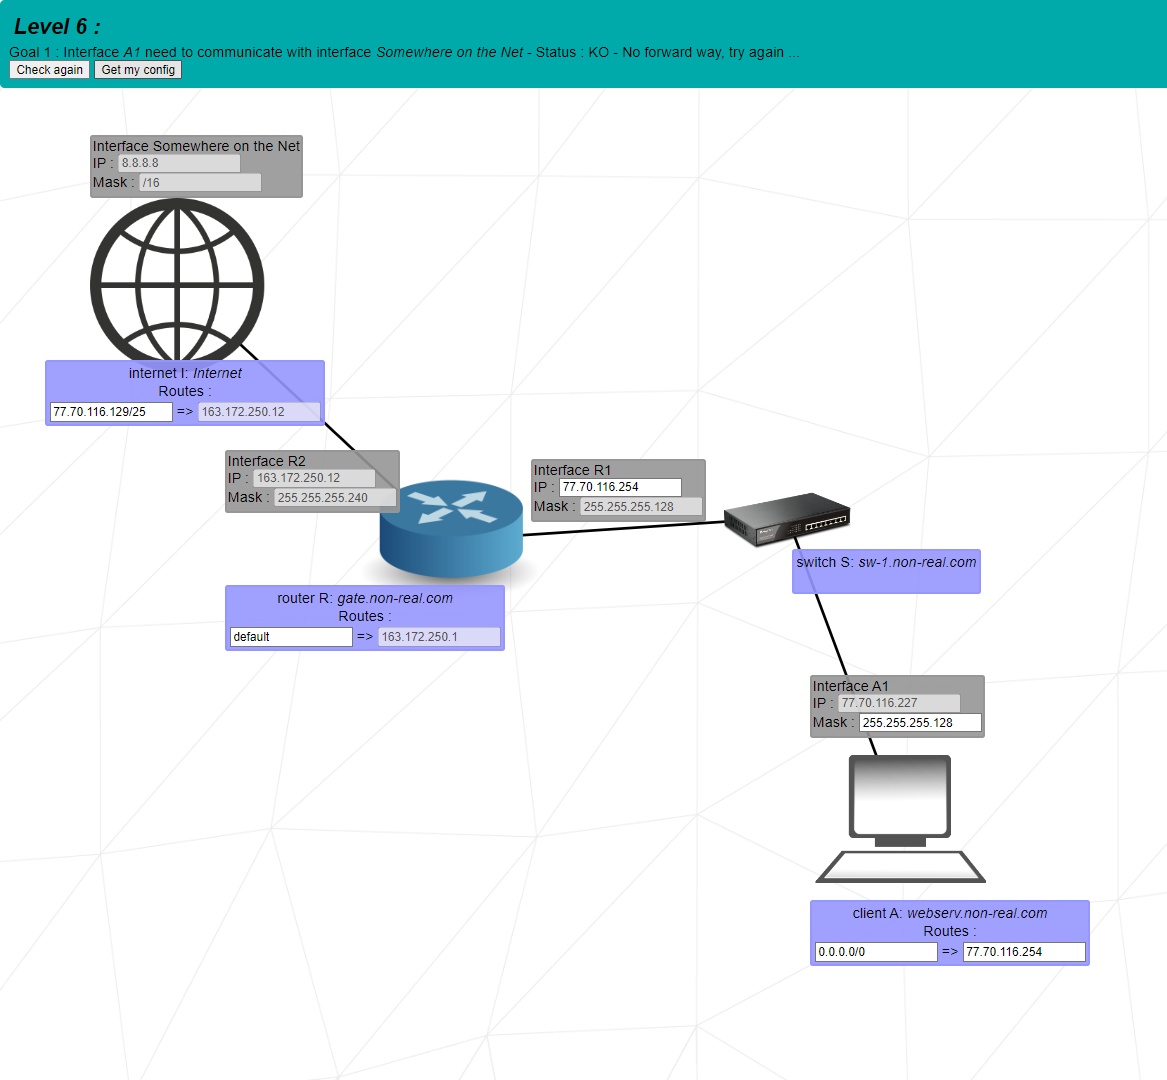 Level 6 :
Goal 1 : Interface A1 need to communicate with interface Somewhere on the Net - Status : KO - No forward way, try again ...
Check again Get my config
Interface Somewhere on the Net
IP : 8.8.8.8
Mask : /16
internet I: Internet
Routes :
77.70.116.129/25 => 163.172.250.12
Interface R2
IP : 163.172.250.12
Mask : 255.255.255.240
Interface R1
IP : 77.70.116.254
Mask : 255.255.255.128
switch S: sw-1.non-real.com
router R: gate.non-real.com
Routes :
default => 163.172.250.1
Interface A1
IP : 77.70.116.227
Mask : 255.255.255.128
client A: webserv.non-real.com
Routes :
0.0.0.0/0 => 77.70.116.254